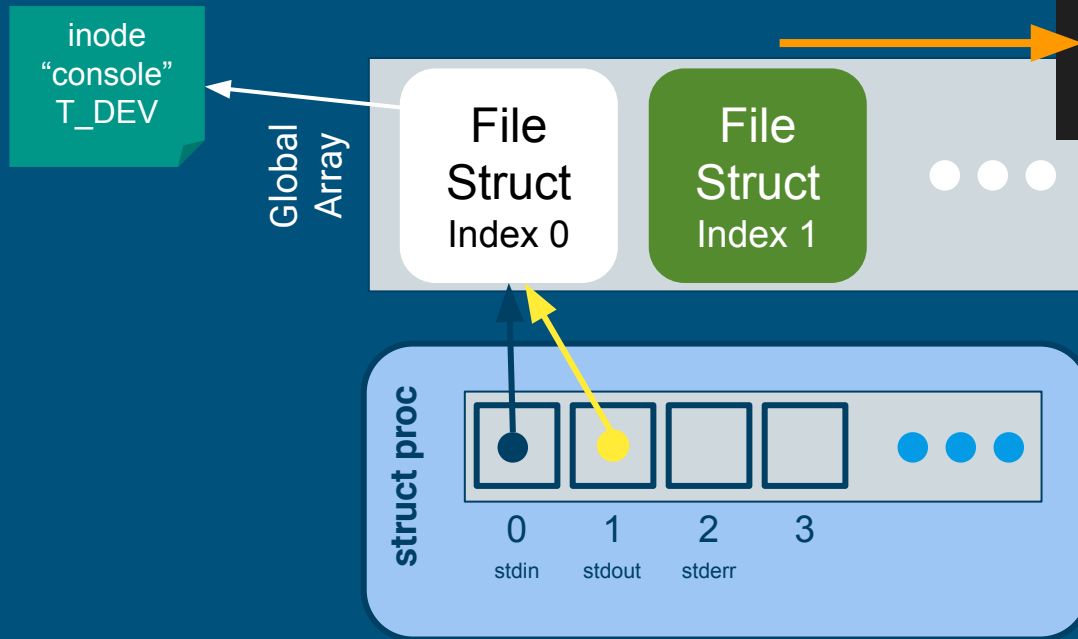 inode
“console”
T_DEV
Global
Array
File
Struct
Index 0
File
Struct
Index 1
struct proc
0
1
2
3
stdin
stdout
stderr